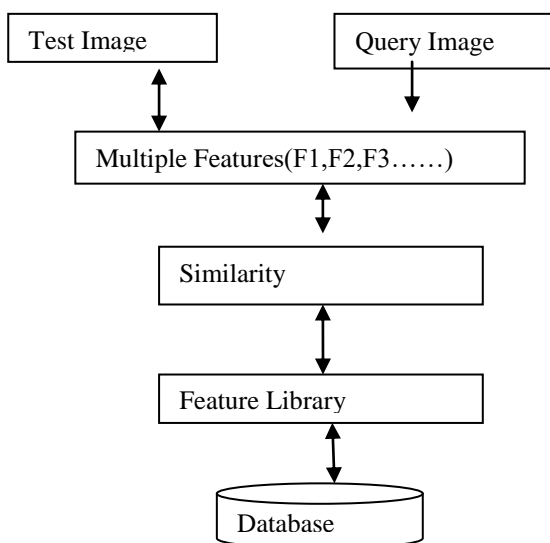 Test Image
Query Image
Multiple Features(F1,F2,F3……)
Similarity
Feature Library
Database